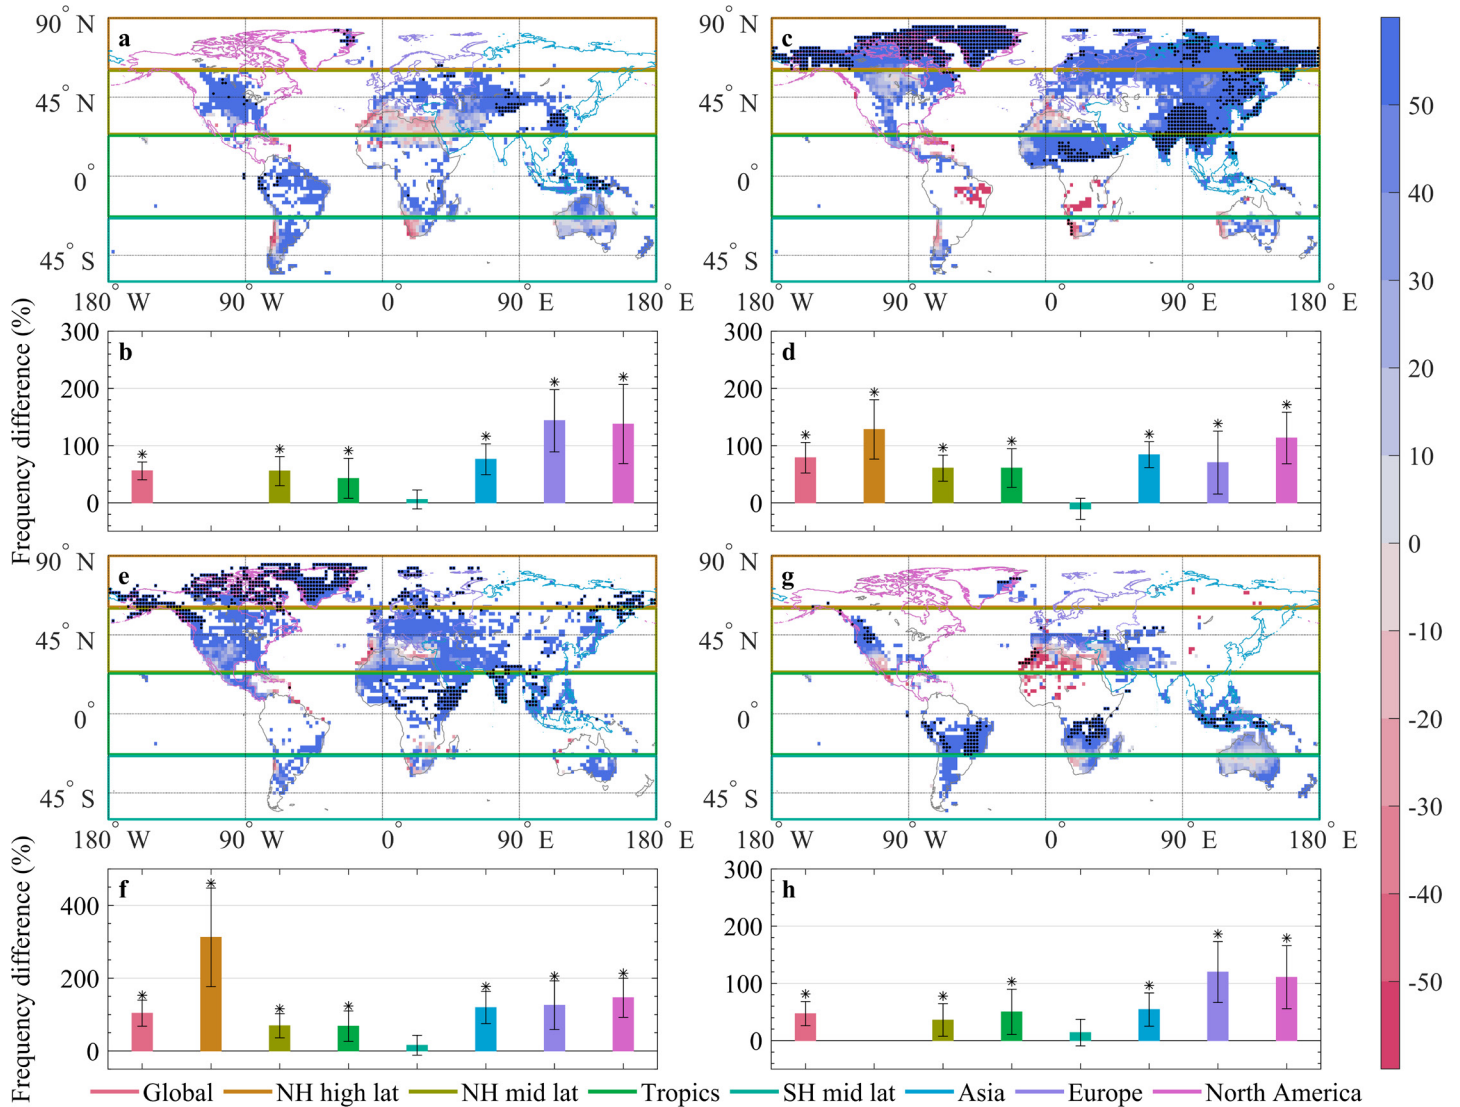 90° N
a
c
45° N
0°
45° S
180° W
90° W
0°
90° E
180° E
90° N
45° N
0°
45° S
180° W
90° W
0°
90° E
180° E
50
40
30
20
10
0
-10
-20
-30
-40
-50
Frequency difference (%)
300
200
100
0
b
*
*
*
*
*
*
300
200
100
0
d
*
*
*
*
*
*
*
90° N
45° N
0°
45° S
e
180° W
90° W
0°
90° E
180° E
90° N
45° N
0°
45° S
g
180° W
90° W
0°
90° E
180° E
Frequency difference (%)
400
200
0
f
*
*
*
*
*
*
*
300
200
100
0
h
*
*
*
*
*
*
Global NH high lat NH mid lat Tropics SH mid lat Asia Europe North America